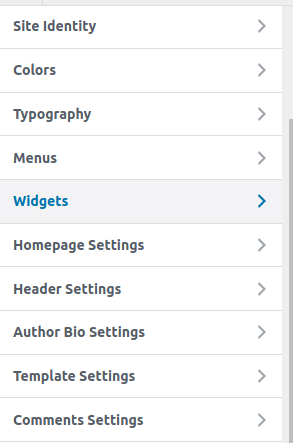 Site Identity
Colors
Typography
Menus
Widgets
Homepage Settings
Header Settings
Author Bio Settings
Template Settings
Comments Settings